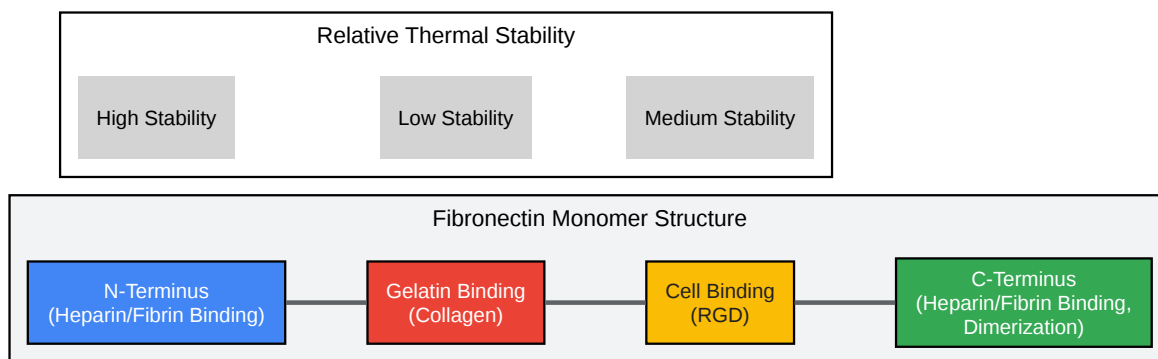 Relative Thermal Stability
High Stability
Low Stability
Medium Stability
Fibronectin Monomer Structure
N-Terminus
(Heparin/Fibrin Binding)
Gelatin Binding
(Collagen)
Cell Binding
(RGD)
C-Terminus
(Heparin/Fibrin Binding,
Dimerization)